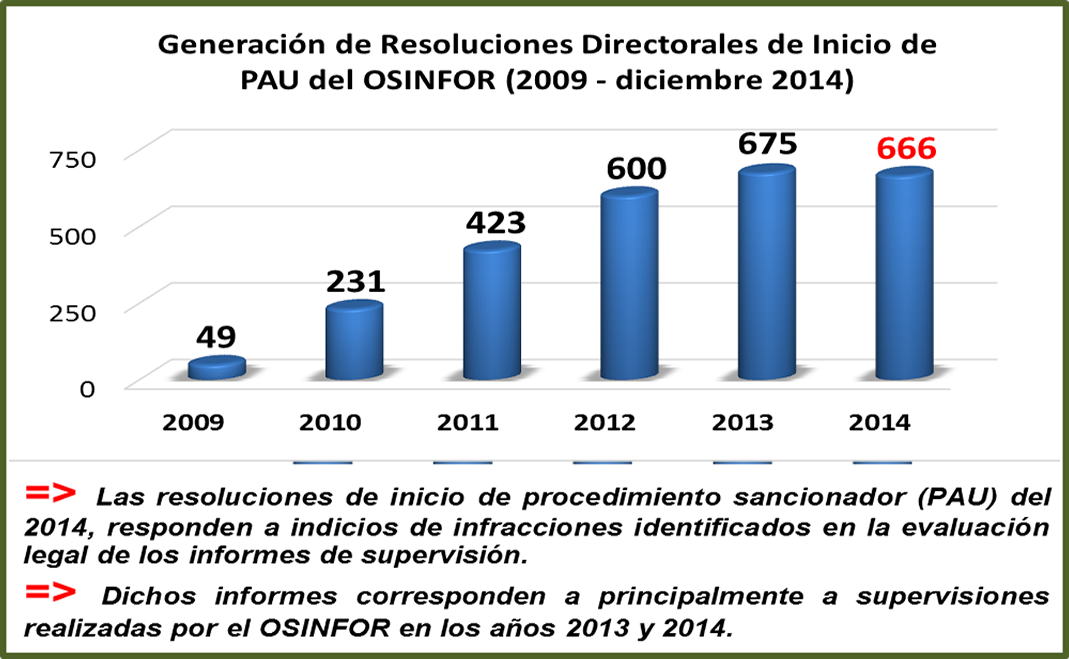 Generación de Resoluciones Directorales de Inicio de
PAU del OSINFOR (2009 - diciembre 2014)
750
500
250
0
49
231
423
600
675
666
2009
2010
2011
2012
2013
2014
=> Las resoluciones de inicio de procedimiento sancionador (PAU) del
2014, responden a indicios de infracciones identificados en la evaluación
legal de los informes de supervisión.
=> Dichos informes corresponden a principalmente a supervisiones
realizadas por el OSINFOR en los años 2013 y 2014.